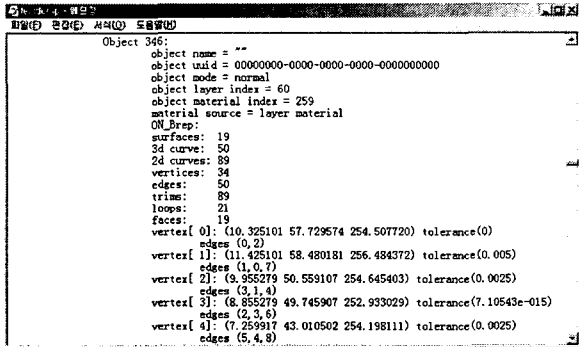 파일(F) 편집(E) 서식(O) 도움말(H)
Object 346:
object name = ""
object uuid = 00000000-0000-0000-0000-0000000000
object mode = normal
object layer index = 60
object material index = 259
material source = layer material
ON_Brep:
surfaces: 19
3d curve: 50
2d curves: 89
vertices: 34
edges: 50
trims: 89
loops: 21
faces: 19
vertex[ 0]: (10.325101 57.729574 254.507720) tolerance(0)
edges (0,2)
vertex[ 1]: (11.425101 58.480181 256.484372) tolerance(0.005)
edges (1,0,7)
vertex[ 2]: (9.955279 50.559107 254.645403) tolerance(0.0025)
edges (3,1,4)
vertex[ 3]: (8.855279 49.745907 252.933029) tolerance(7.10543e-015)
edges (2,3,6)
vertex[ 4]: (7.259917 43.010502 254.198111) tolerance(0.0025)
edges (5,4,8)